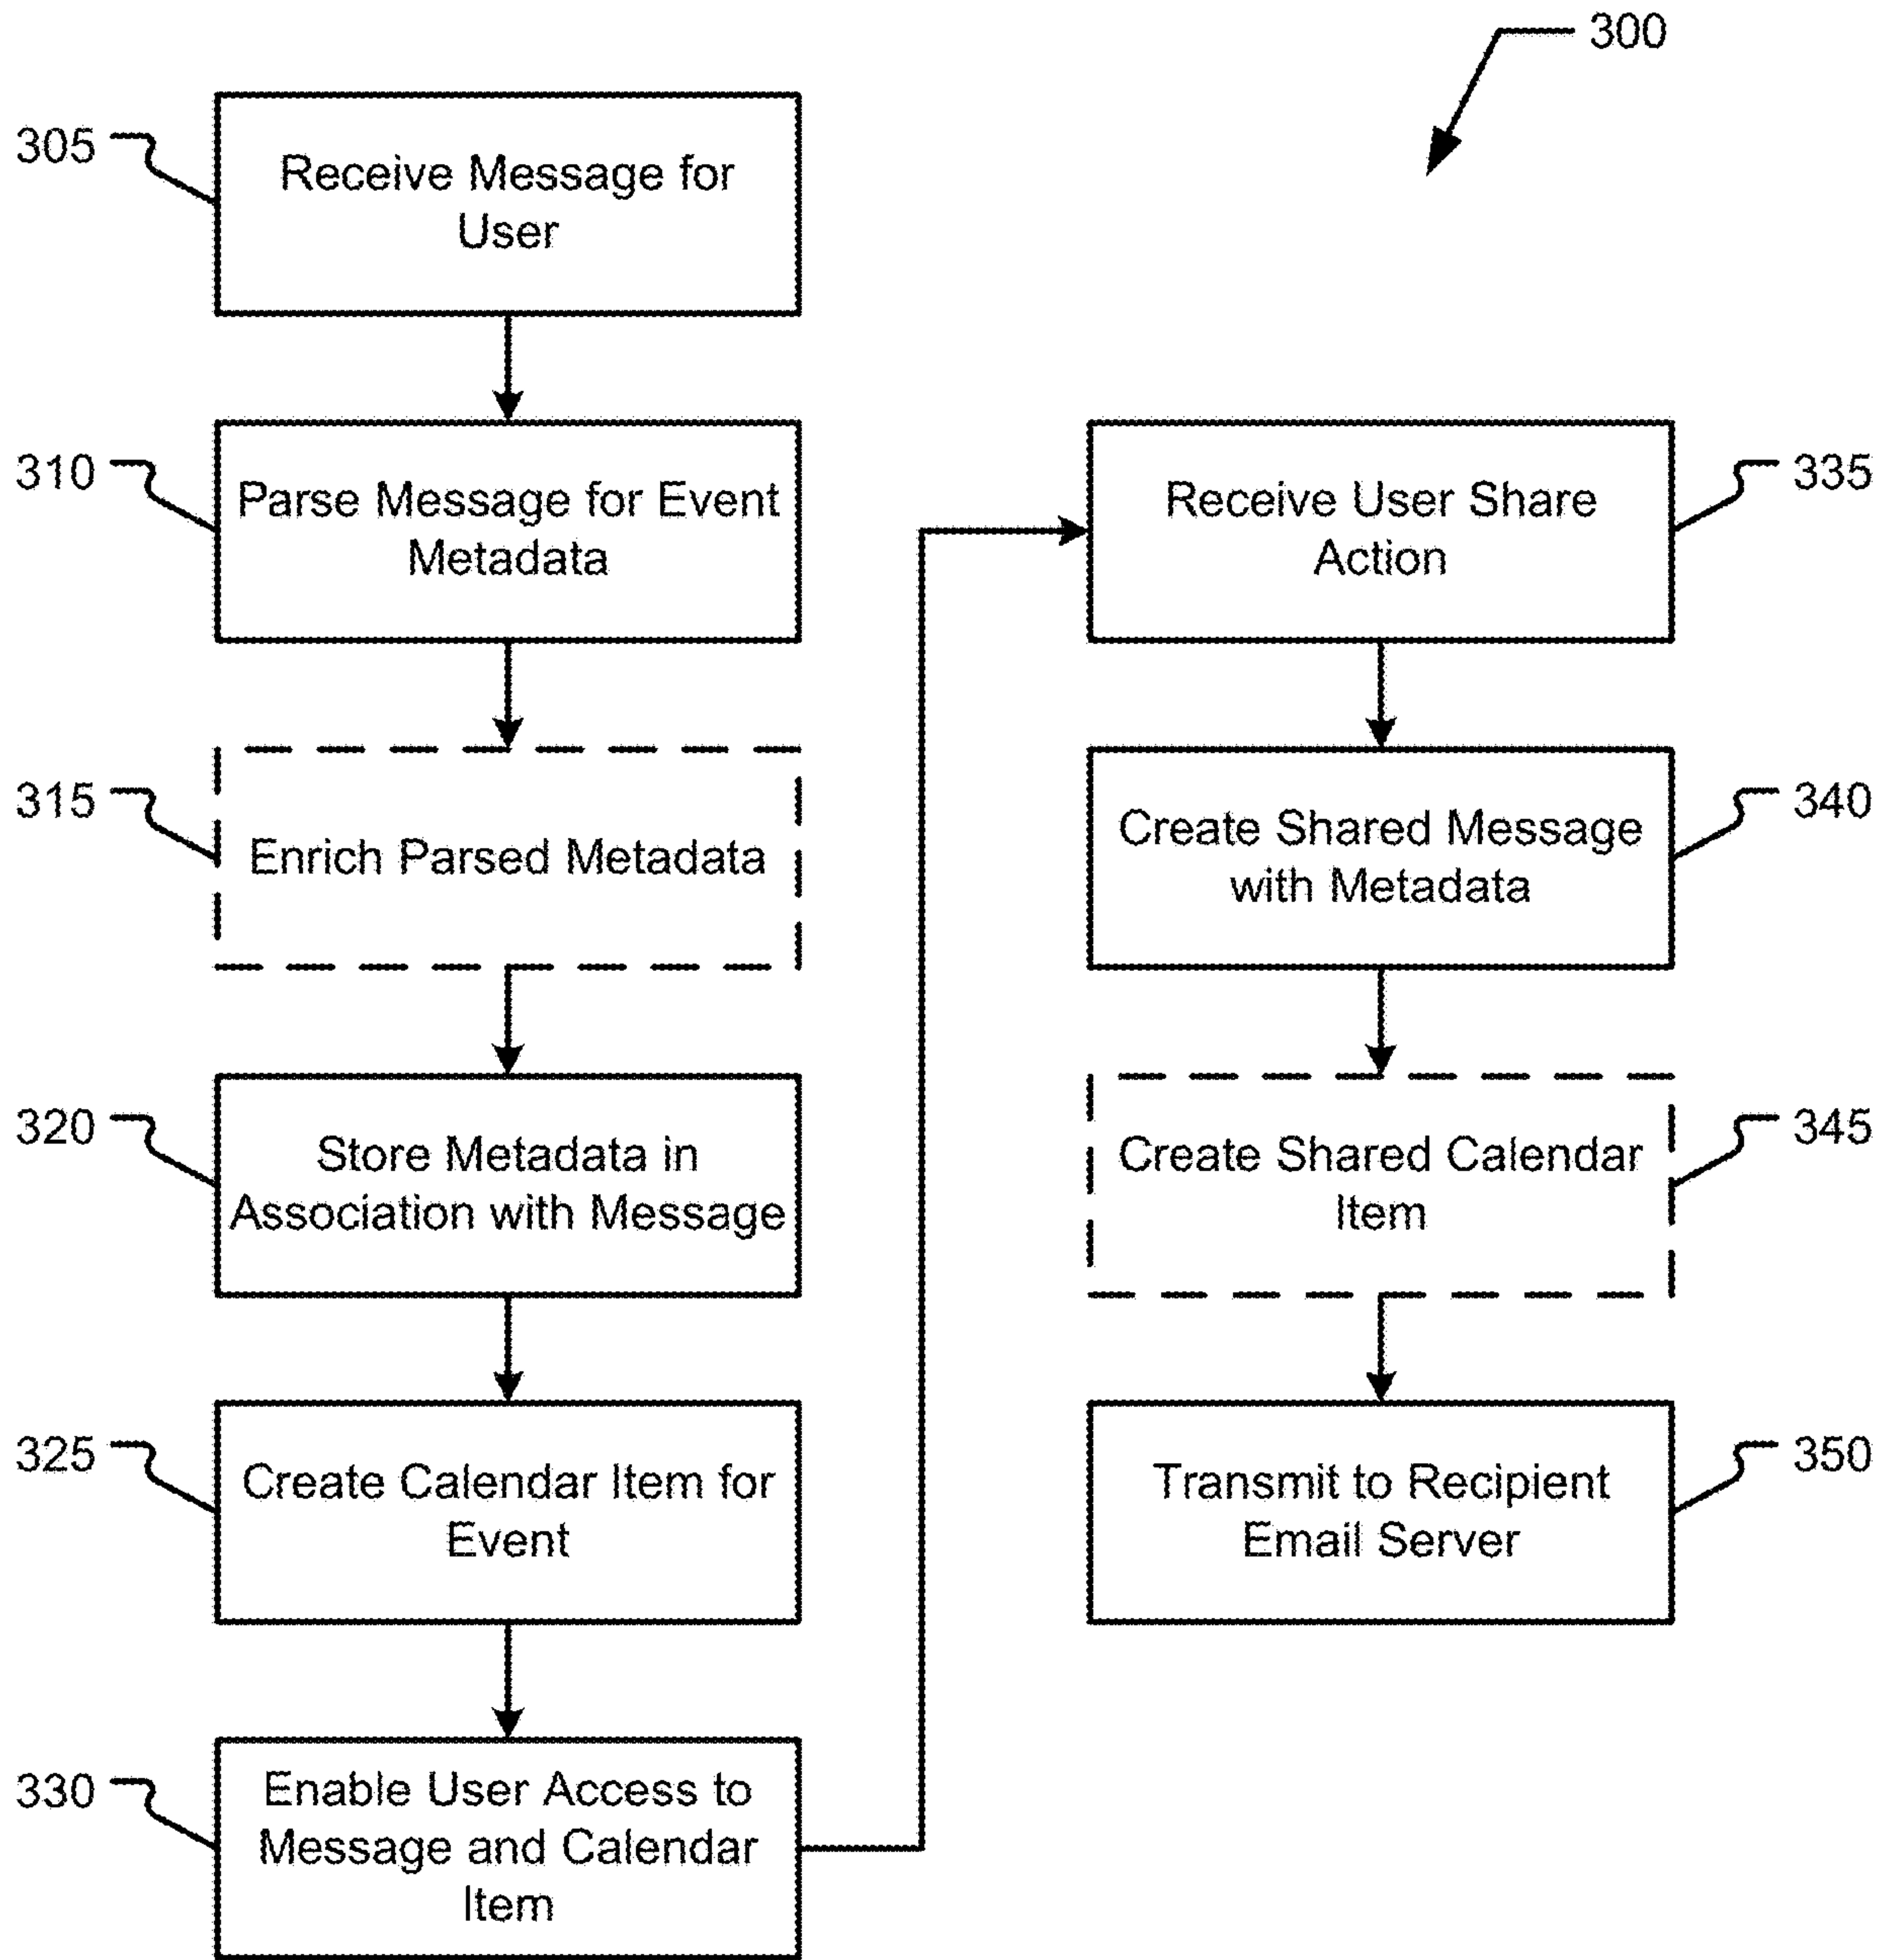 300
305
Receive Message for
User
310
Parse Message for Event
Metadata
315
Enrich Parsed Metadata
320
Store Metadata in
Association with Message
325
Create Calendar Item for
Event
330
Enable User Access to
Message and Calendar
Item
Receive User Share
Action
335
Create Shared Message
with Metadata
340
Create Shared Calendar
Item
345
Transmit to Recipient
Email Server
350